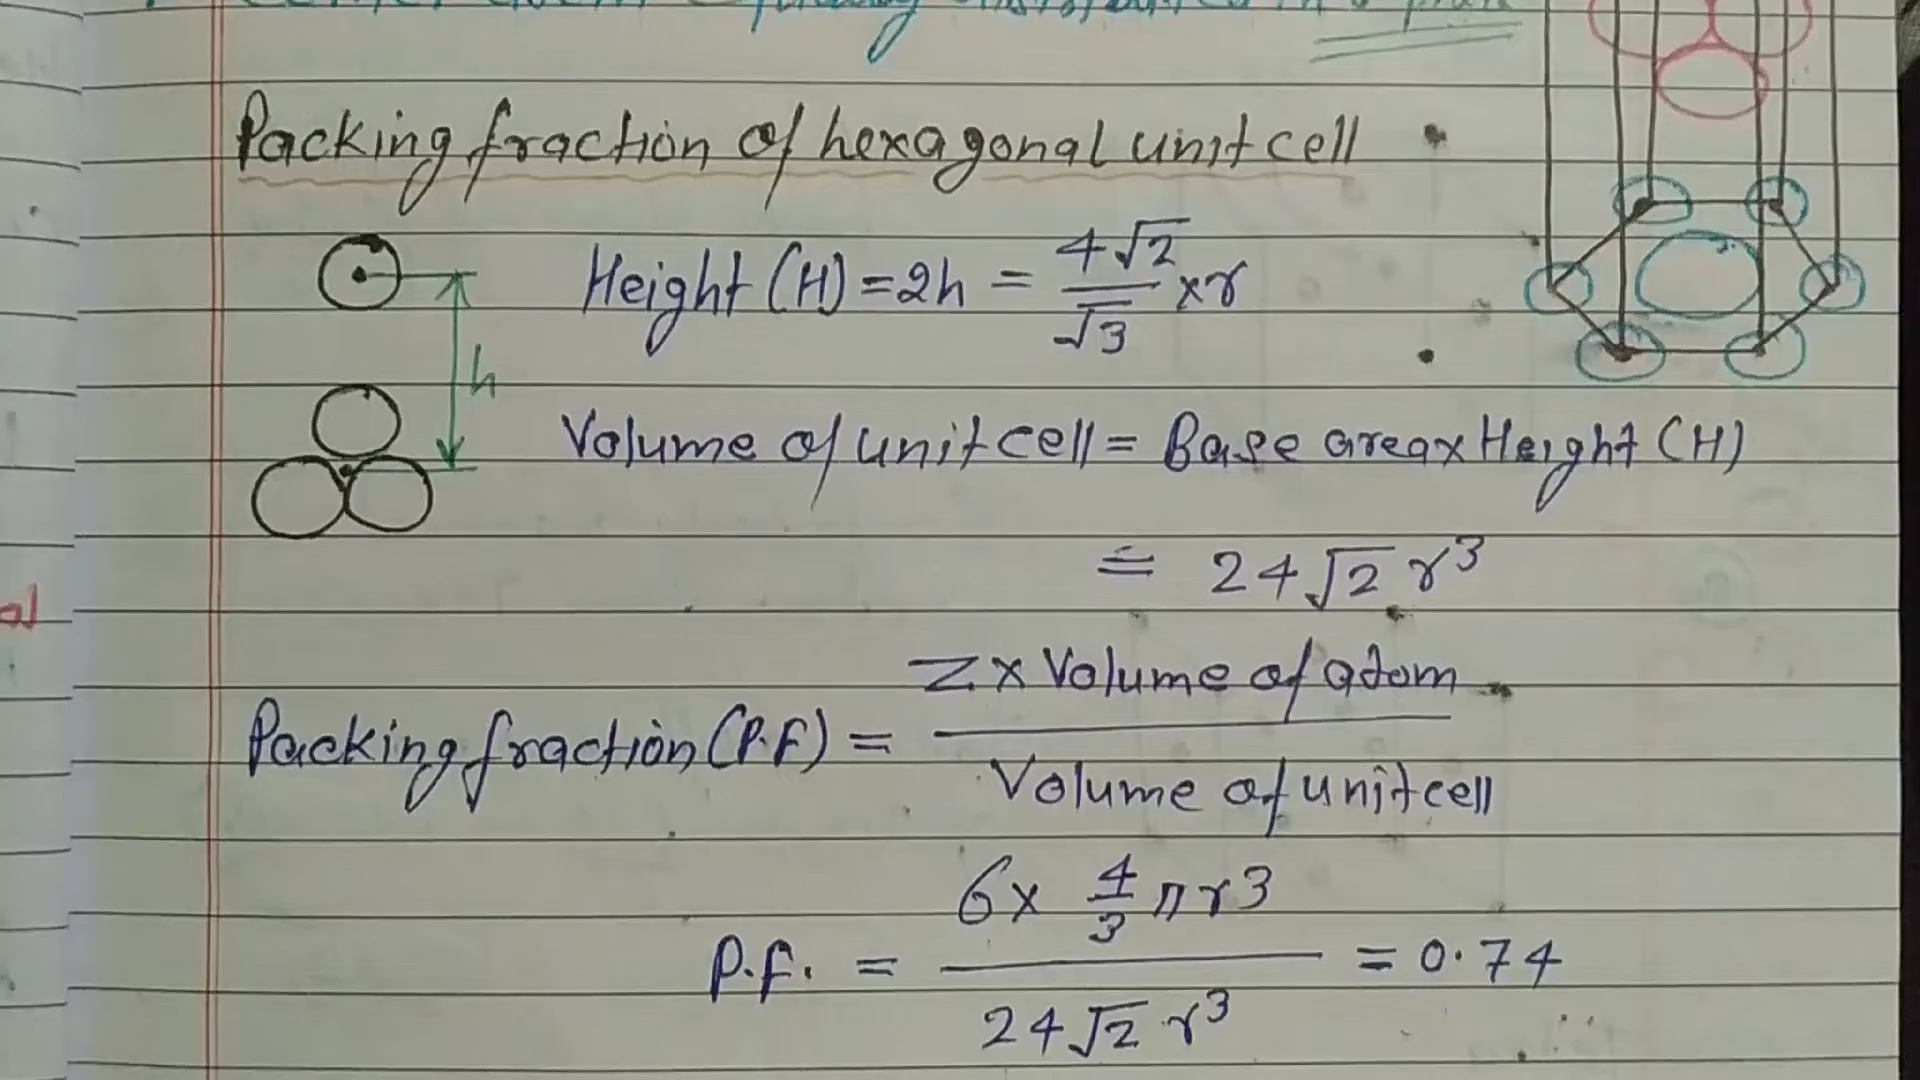 Packing fraction of hexagonal unit cell
Height (H) = 2h = 4√2/√3 × r
h
Volume of unit cell = Base area x Height (H)
= 24√2 r³
Packing fraction (P.F) = Z x Volume of atom / Volume of unit cell
P.F. = 6 x 4/3 π r3 / 24√2 r³ = 0.74